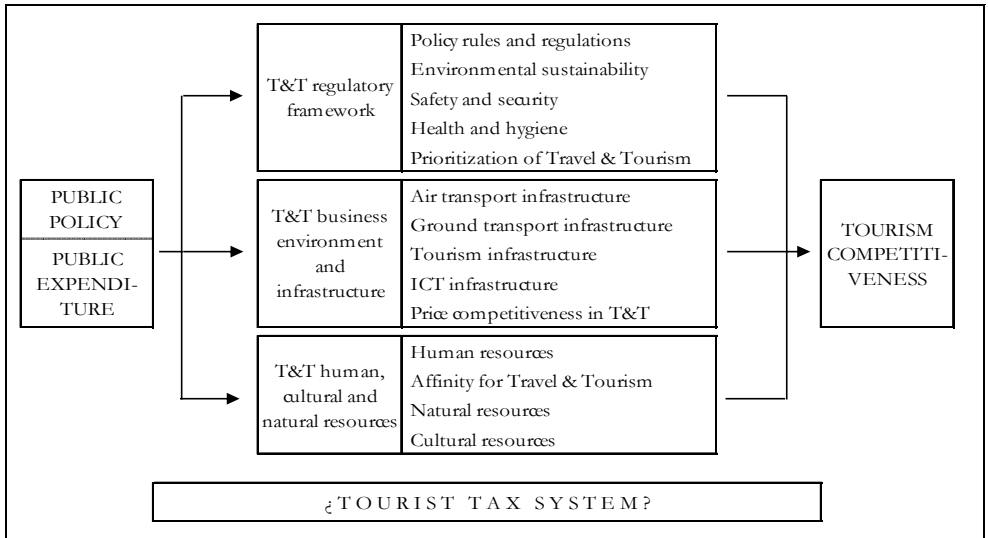 PUBLIC
POLICY
PUBLIC
EXPENDI-
TURE
T&T regulatory
framework
Policy rules and regulations
Environmental sustainability
Safety and security
Health and hygiene
Prioritization of Travel & Tourism
T&T business
environment
and
infrastructure
Air transport infrastructure
Ground transport infrastructure
Tourism infrastructure
ICT infrastructure
Price competitiveness in T&T
T&T human,
cultural and
natural resources
Human resources
Affinity for Travel & Tourism
Natural resources
Cultural resources
TOURISM
COMPETITI-
VENESS
¿TOURIST TAX SYSTEM?